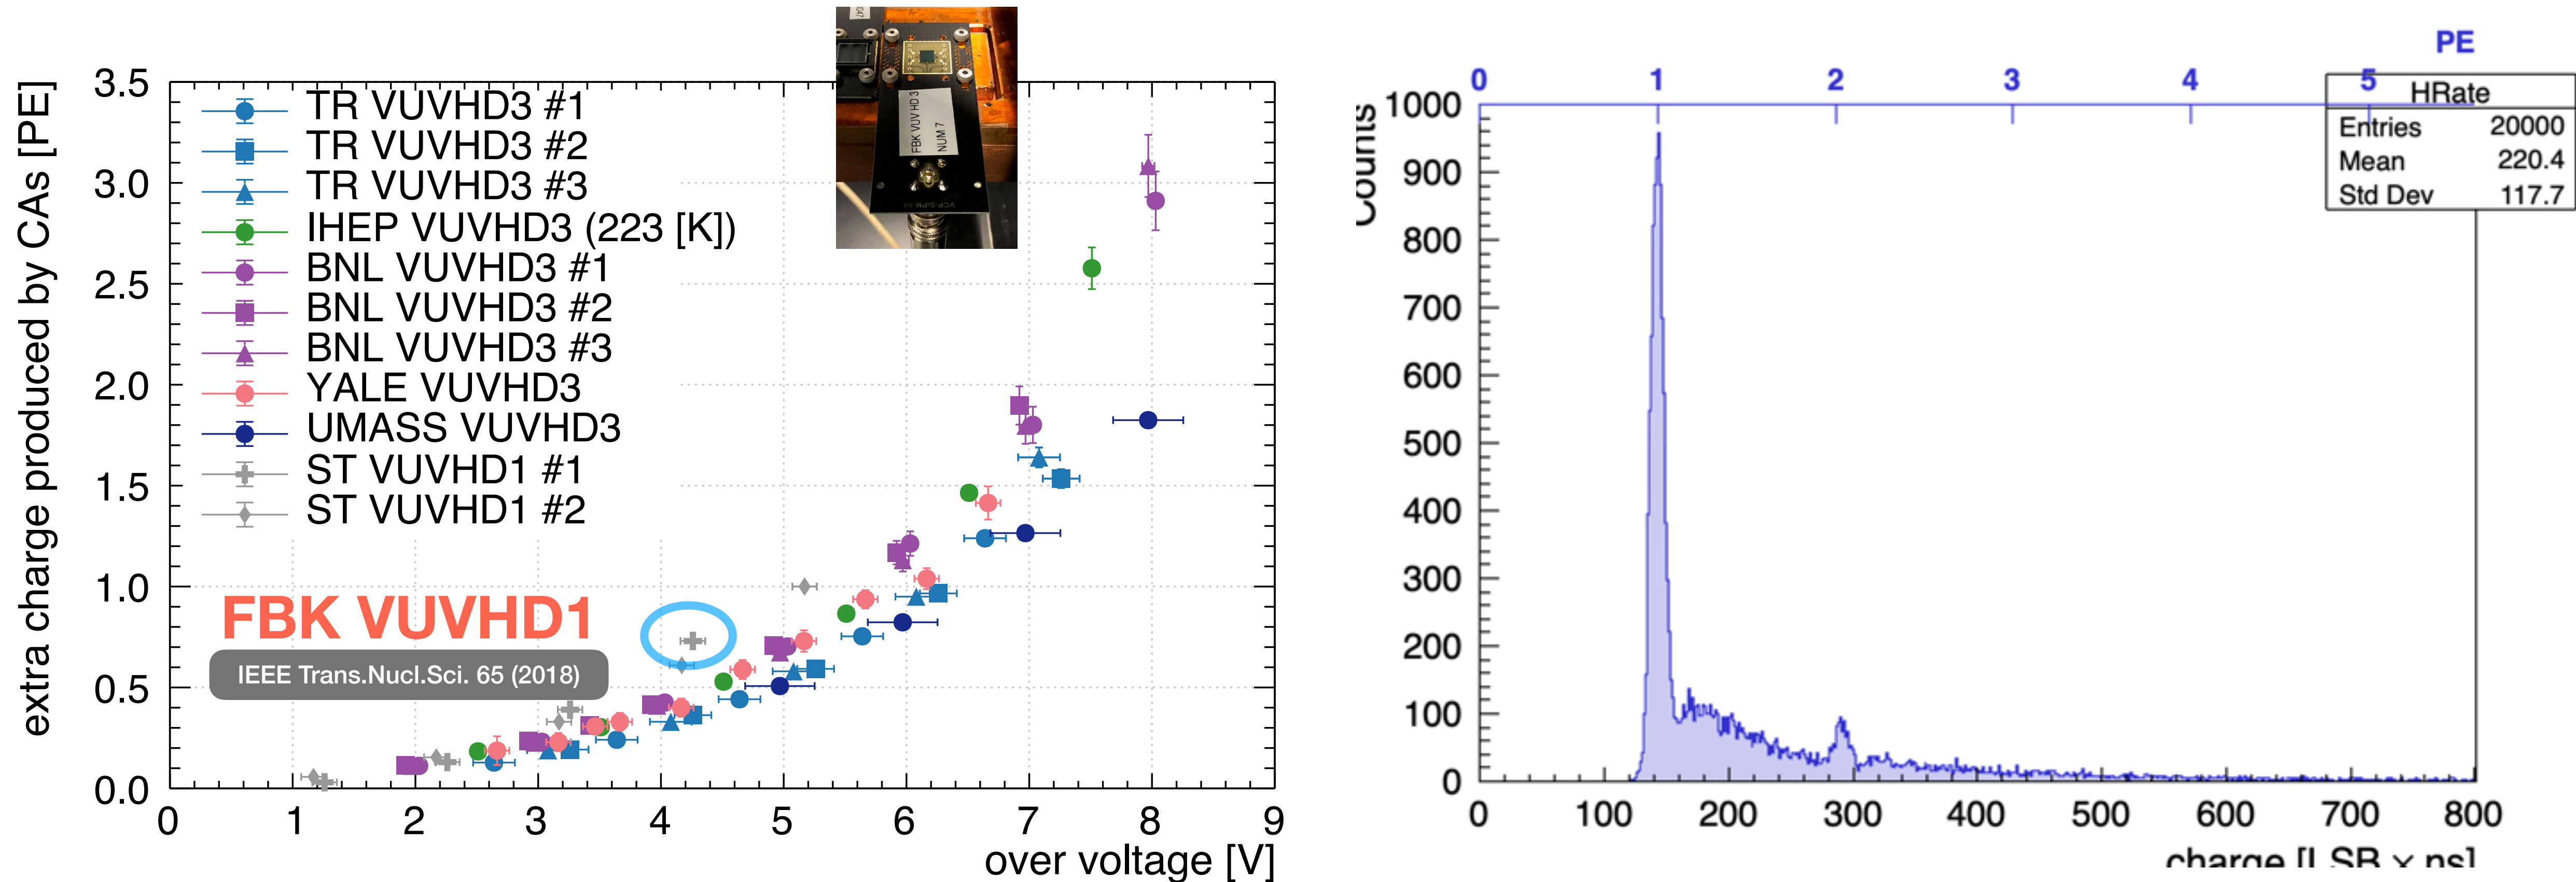 extra charge produced by CAs [PE]
3.5
3.0
2.5
2.0
1.5
1.0
0.5
0.0
TR VUVHD3 #1
TR VUVHD3 #2
TR VUVHD3 #3
IHEP VUVHD3 (223 [K])
BNL VUVHD3 #1
BNL VUVHD3 #2
BNL VUVHD3 #3
YALE VUVHD3
UMASS VUVHD3
ST VUVHD1 #1
ST VUVHD1 #2
FBK VUVHD1
IEEE Trans.Nucl.Sci. 65 (2018)
0 1 2 3 4 5 6 7 8 9
over voltage [V]
FBK VUV HD 3
NUM 7
PE
0 1 2 3 4 5
HRate
Entries 20000
Mean 220.4
Std Dev 117.7
Counts
1000
900
800
700
600
500
400
300
200
100
0
0 100 200 300 400 500 600 700 800
charge [LSB × ns]